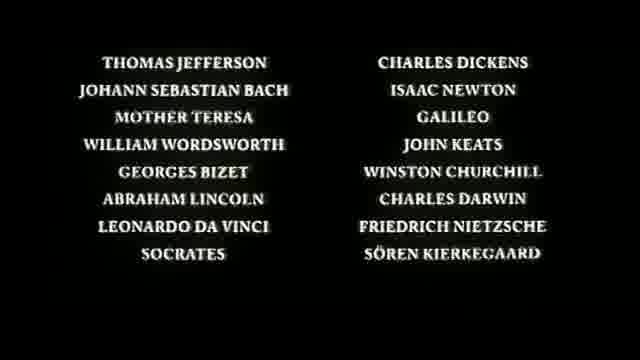 THOMAS JEFFERSON
JOHANN SEBASTIAN BACH
MOTHER TERESA
WILLIAM WORDSWORTH
GEORGES BIZET
ABRAHAM LINCOLN
LEONARDO DA VINCI
SOCRATES
CHARLES DICKENS
ISAAC NEWTON
GALILEO
JOHN KEATS
WINSTON CHURCHILL
CHARLES DARWIN
FRIEDRICH NIETZSCHE
SÖREN KIERKEGAARD